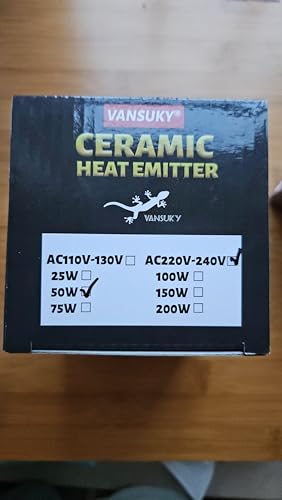 VANSUKY®
CERAMIC
HEAT EMITTER
VANSUKY
AC110V-130V☐ AC220V-240V☑
25W☐ 100W☐
50W☑ 150W☐
75W☐ 200W☐